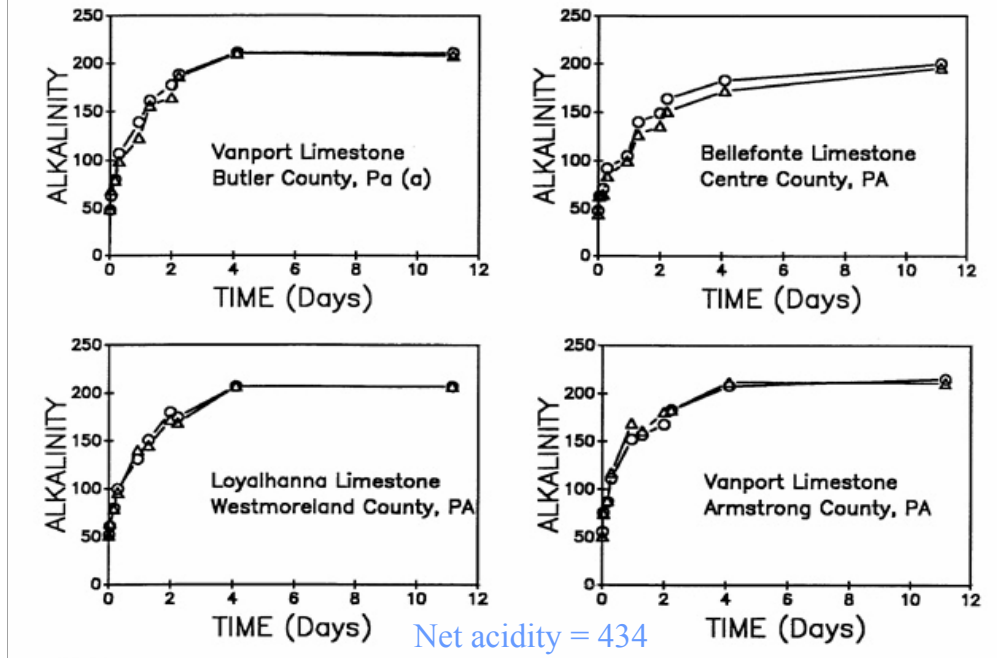 250
200
150
100
50
0
ALKALINITY
Vanport Limestone
Butler County, Pa (a)
0 2 4 6 8 10 12
TIME (Days)
250
200
150
100
50
0
ALKALINITY
Bellefonte Limestone
Centre County, PA
0 2 4 6 8 10 12
TIME (Days)
250
200
150
100
50
0
ALKALINITY
Loyalhanna Limestone
Westmoreland County, PA
0 2 4 6 8 10 12
TIME (Days)
250
200
150
100
50
0
ALKALINITY
Vanport Limestone
Armstrong County, PA
0 2 4 6 8 10 12
TIME (Days)
Net acidity = 434